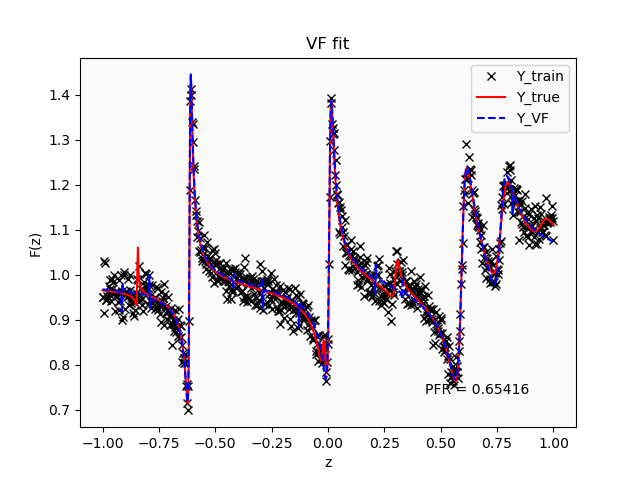 VF fit
1.4
1.3
1.2
1.1
1.0
0.9
0.8
0.7
F(z)
Y_train
Y_true
Y_VF
PFR = 0.65416
−1.00 −0.75 −0.50 −0.25 0.00 0.25 0.50 0.75 1.00
z